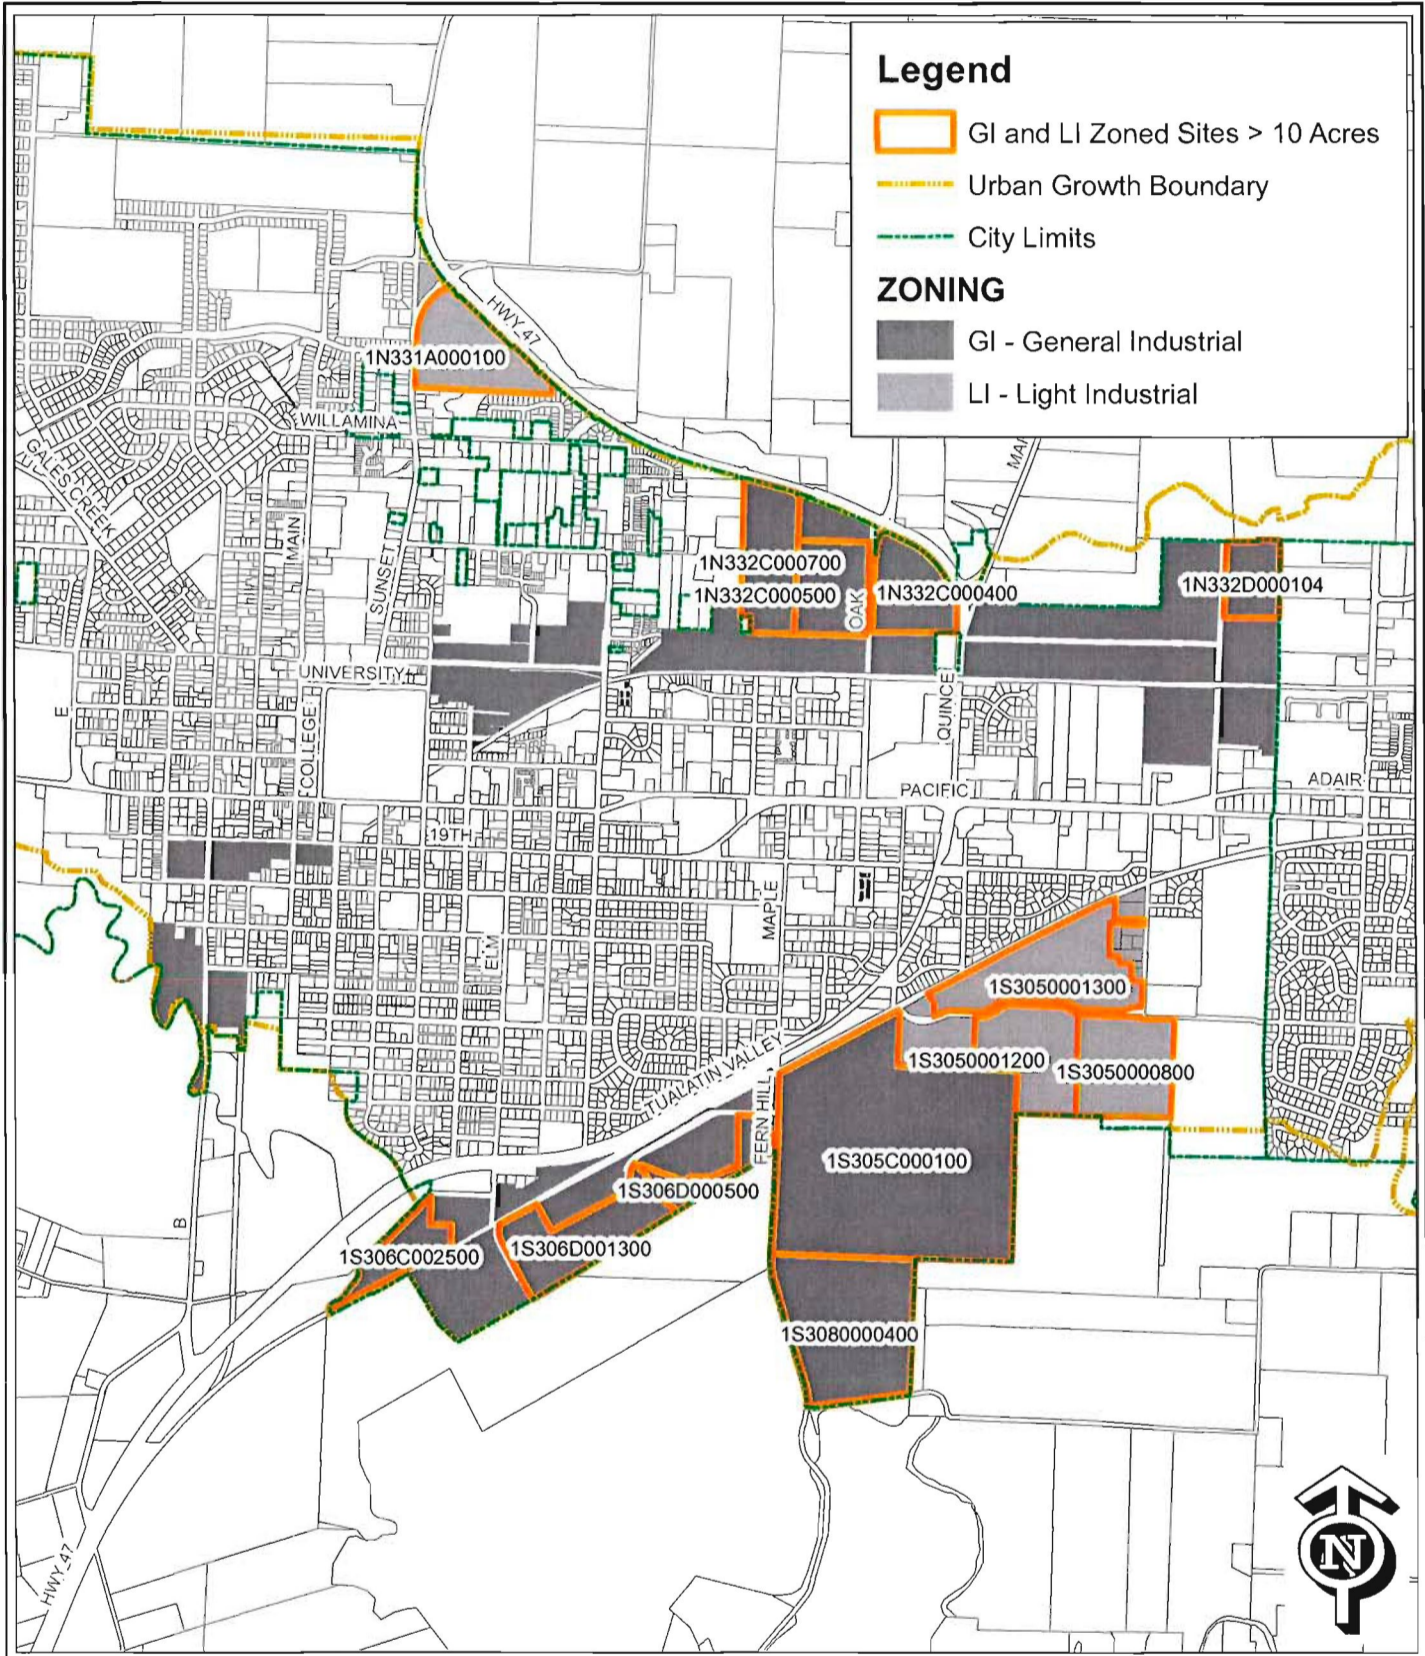 Legend
GI and LI Zoned Sites > 10 Acres
Urban Growth Boundary
City Limits
ZONING
GI - General Industrial
LI - Light Industrial
HWY 47
1N331A000100
WILLAMINA
GALES CREEK
MAIN
SUNSET
1N332C000700
1N332C000500
OAK
1N332C000400
1N332D000104
UNIVERSITY
E
COLLEGE
QUINCE
PACIFIC
ADAIR
19TH
MAPLE
ELM
1S3050001300
TUALATIN VALLEY
1S3050001200
1S3050000800
FERN HILL
1S305C000100
1S306D000500
B
1S306C002500
1S306D001300
1S3080000400
HWY 47
N